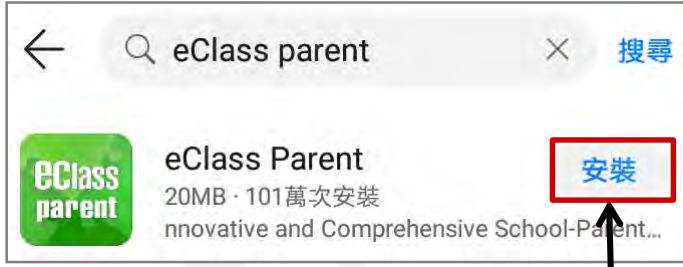 eClass parent 搜尋
eClass
parent
eClass Parent
20MB · 101萬次安裝
nnovative and Comprehensive School-Parent...
安裝